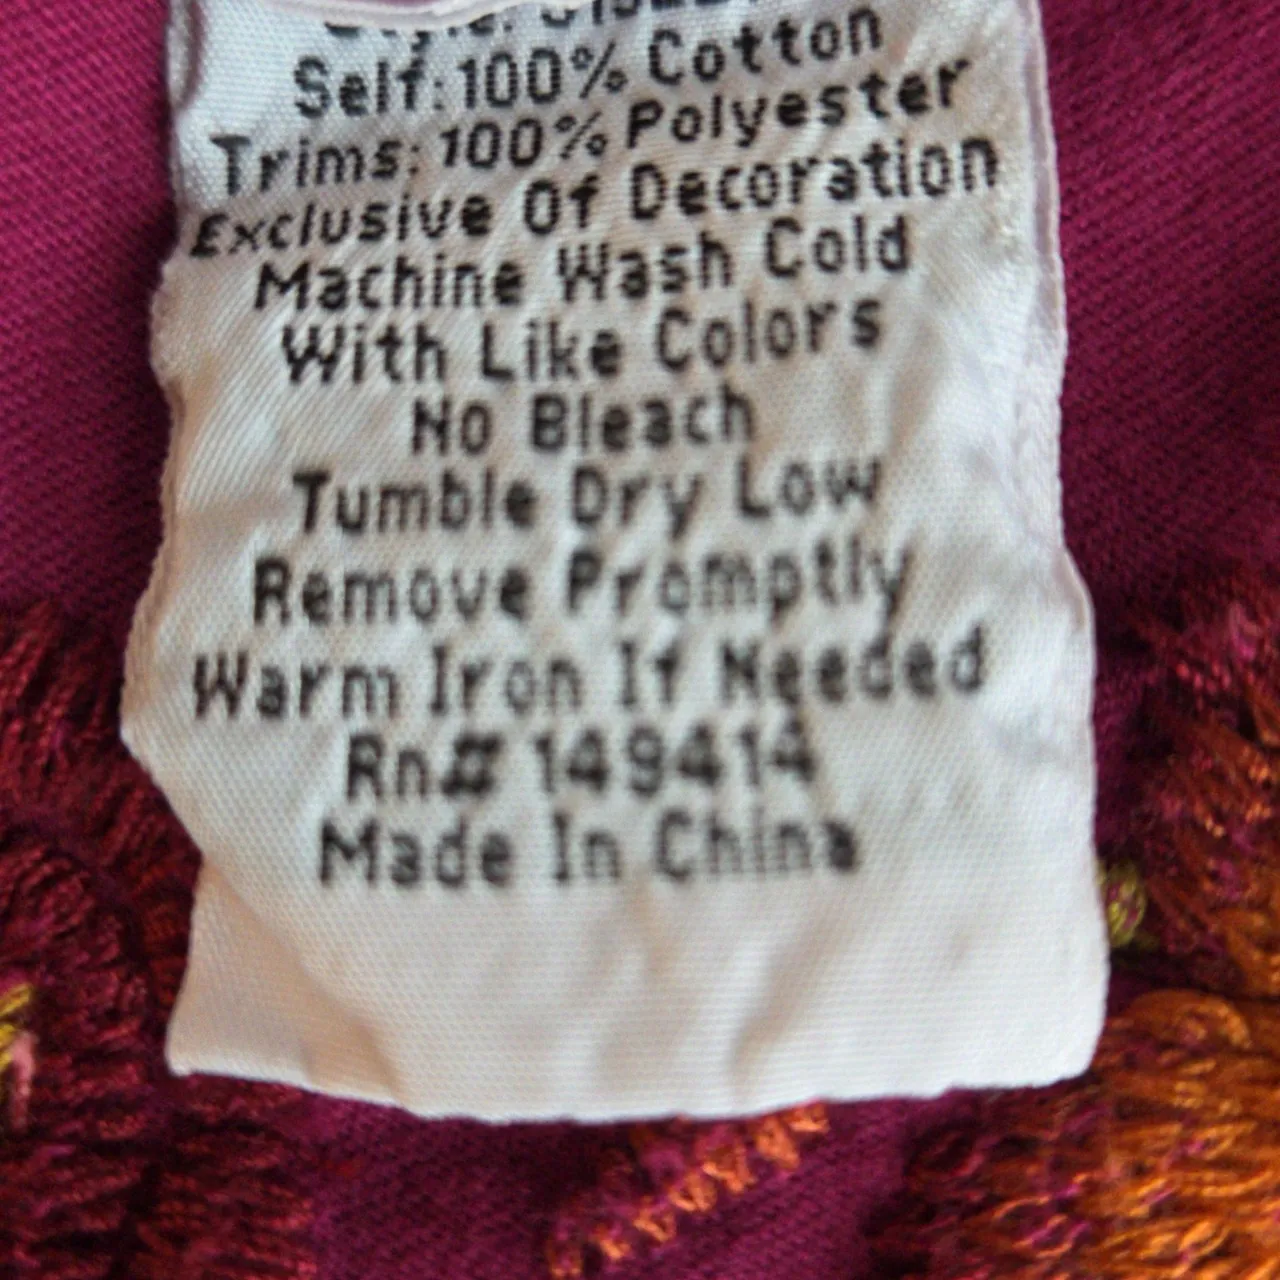 Style:
Self: 100% Cotton
Trims: 100% Polyester
Exclusive Of Decoration
Machine Wash Cold
With Like Colors
No Bleach
Tumble Dry Low
Remove Promptly
Warm Iron If Needed
Rn# 149414
Made In China